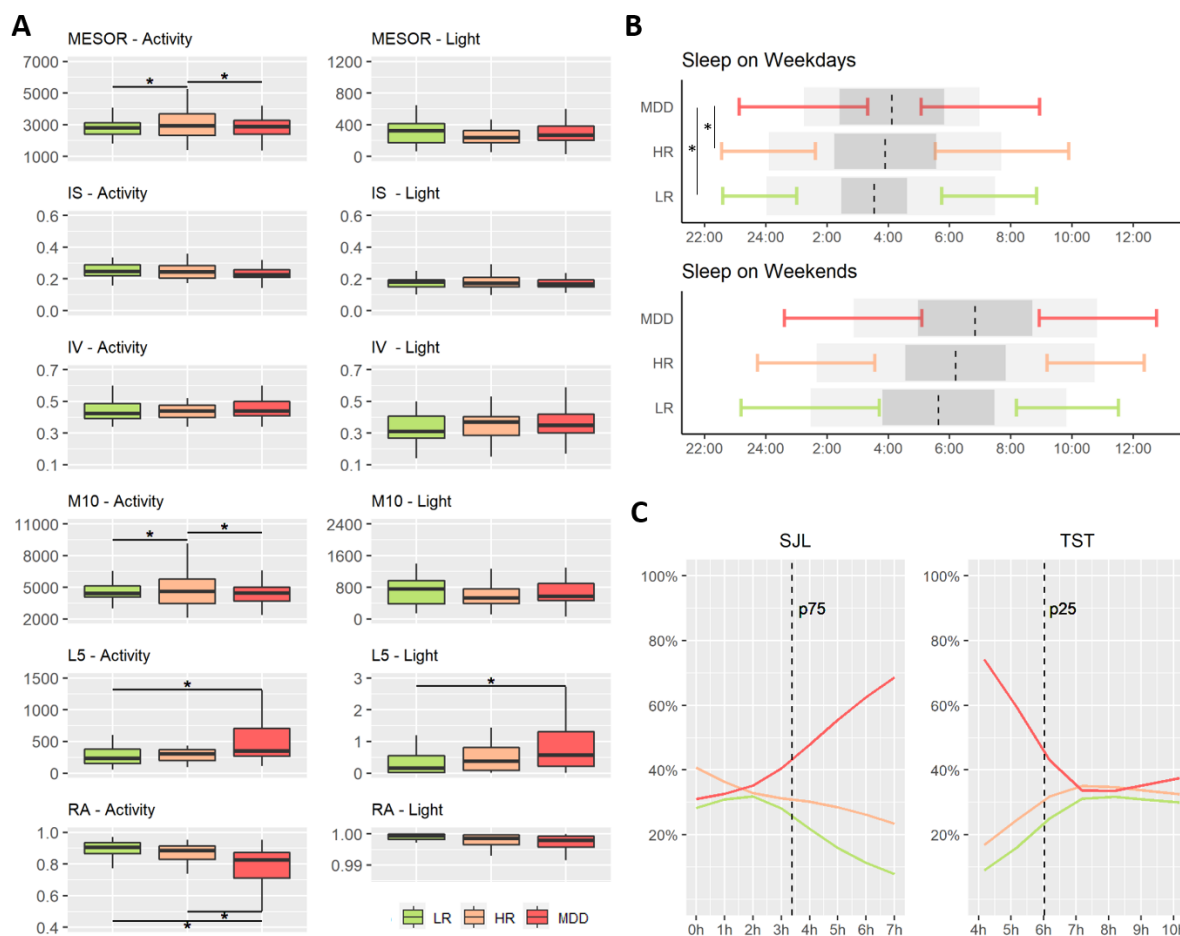 A
MESOR - Activity
7000
5000
3000
1000
*
*
MESOR - Light
1200
800
400
0
IS - Activity
0.6
0.4
0.2
0.0
IS - Light
0.6
0.4
0.2
0.0
IV - Activity
0.7
0.5
0.3
0.1
IV - Light
0.7
0.5
0.3
0.1
M10 - Activity
11000
8000
5000
2000
*
*
M10 - Light
2400
1600
800
0
L5 - Activity
1500
1000
500
0
*
L5 - Light
3
2
1
0
*
RA - Activity
1.0
0.8
0.6
0.4
*
*
RA - Light
1.00
0.99
LR HR MDD
B
Sleep on Weekdays
MDD
HR
LR
*
*
22:00 24:00 2:00 4:00 6:00 8:00 10:00 12:00
Sleep on Weekends
MDD
HR
LR
22:00 24:00 2:00 4:00 6:00 8:00 10:00 12:00
C
SJL
100%
80%
60%
40%
20%
p75
0h 1h 2h 3h 4h 5h 6h 7h
TST
100%
80%
60%
40%
20%
p25
4h 5h 6h 7h 8h 9h 10h